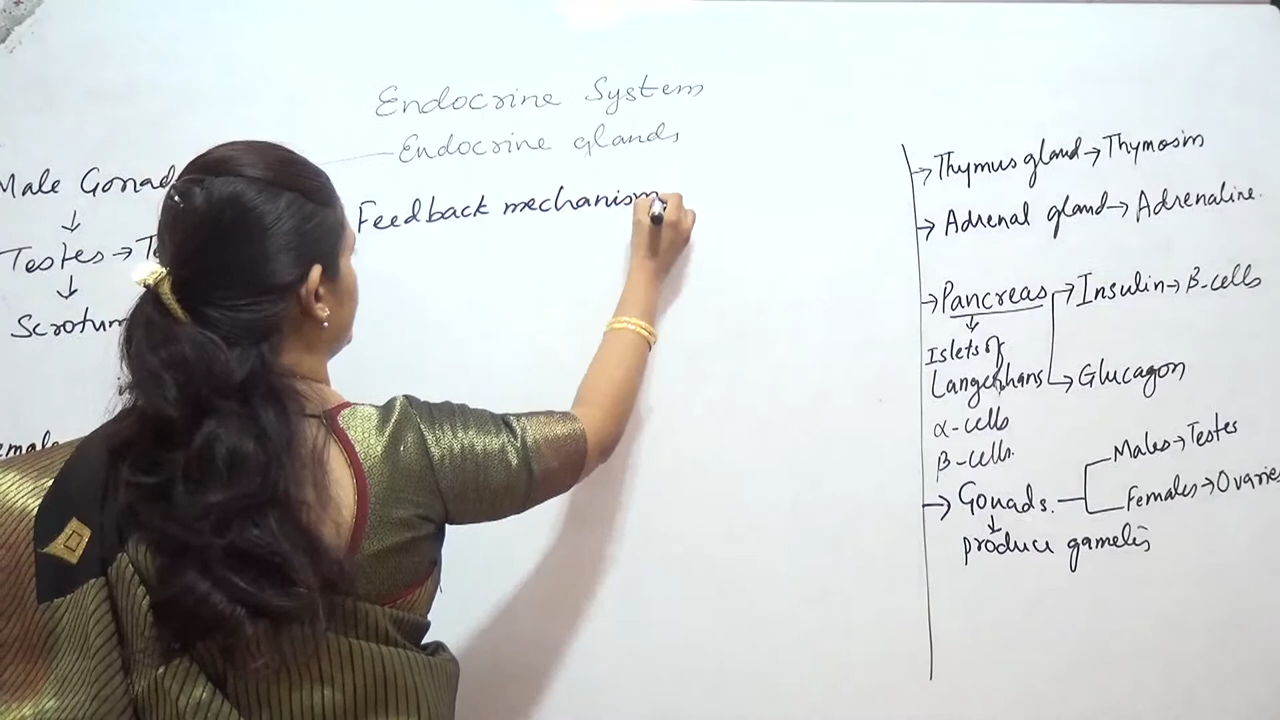 Endocrine System
Endocrine glands
Feedback mechanism
Male Gonad
↓
Testes →
↓
Scrotum
→ Thymus gland → Thymosin
→ Adrenal gland → Adrenaline.
→ Pancreas → Insulin → β-cells
↓
Islets of
Langerhans → Glucagon
α-cells
β-cells.
→ Gonads. Males → Testes
Females → Ovaries
↓
produce gametes